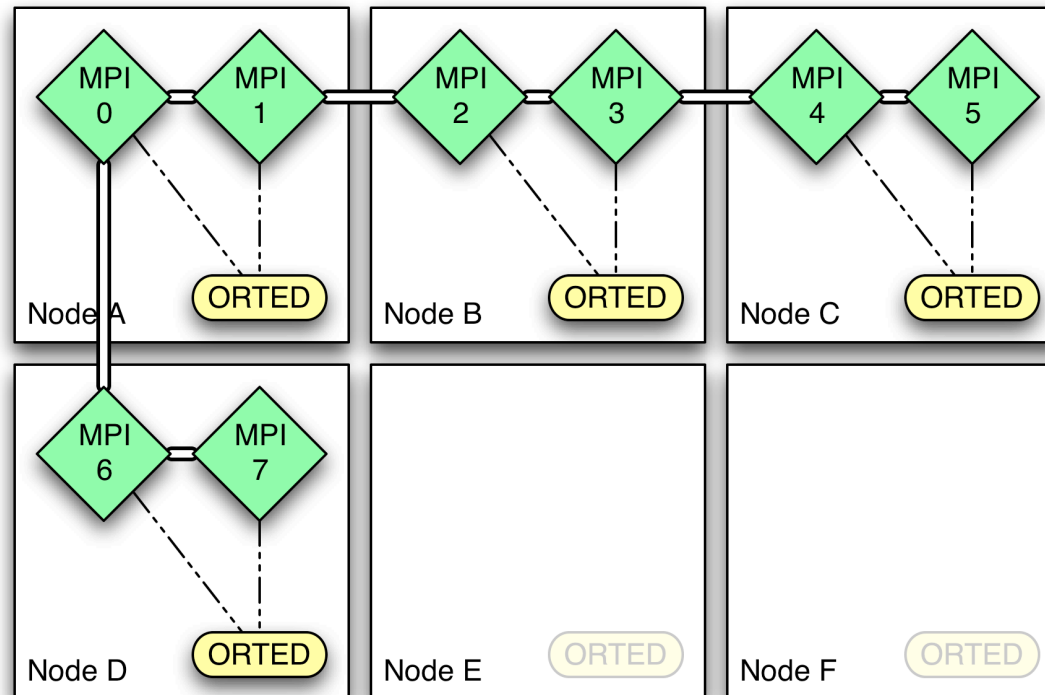 MPI
0
MPI
1
ORTED
Node A
MPI
2
MPI
3
ORTED
Node B
MPI
4
MPI
5
ORTED
Node C
MPI
6
MPI
7
ORTED
Node D
ORTED
Node E
ORTED
Node F